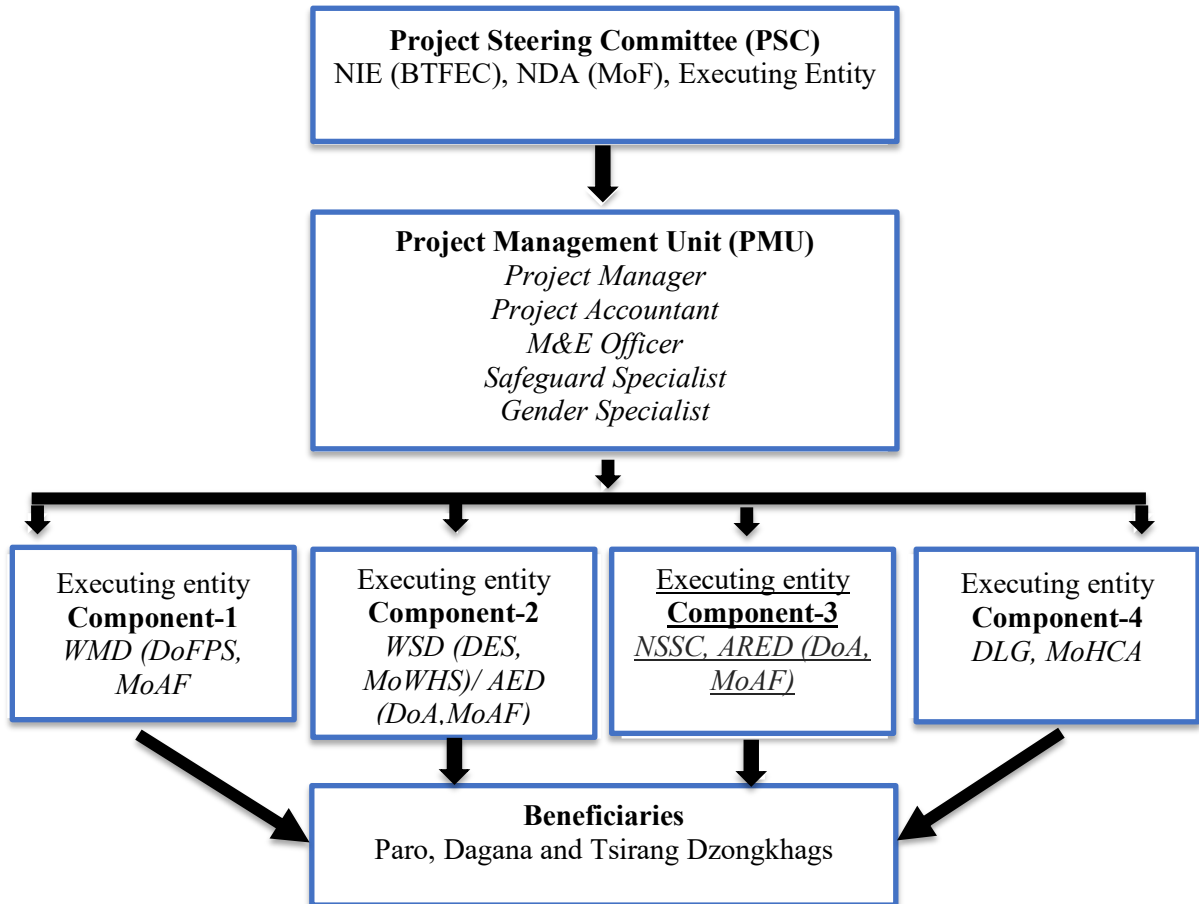 Project Steering Committee (PSC)
NIE (BTFEC), NDA (MoF), Executing Entity
Project Management Unit (PMU)
Project Manager
Project Accountant
M&E Officer
Safeguard Specialist
Gender Specialist
Executing entity
Component-1
WMD (DoFPS,
MoAF
Executing entity
Component-2
WSD (DES,
MoWHS)/ AED
(DoA,MoAF)
Executing entity
Component-3
NSSC, ARED (DoA,
MoAF)
Executing entity
Component-4
DLG, MoHCA
Beneficiaries
Paro, Dagana and Tsirang Dzongkhags